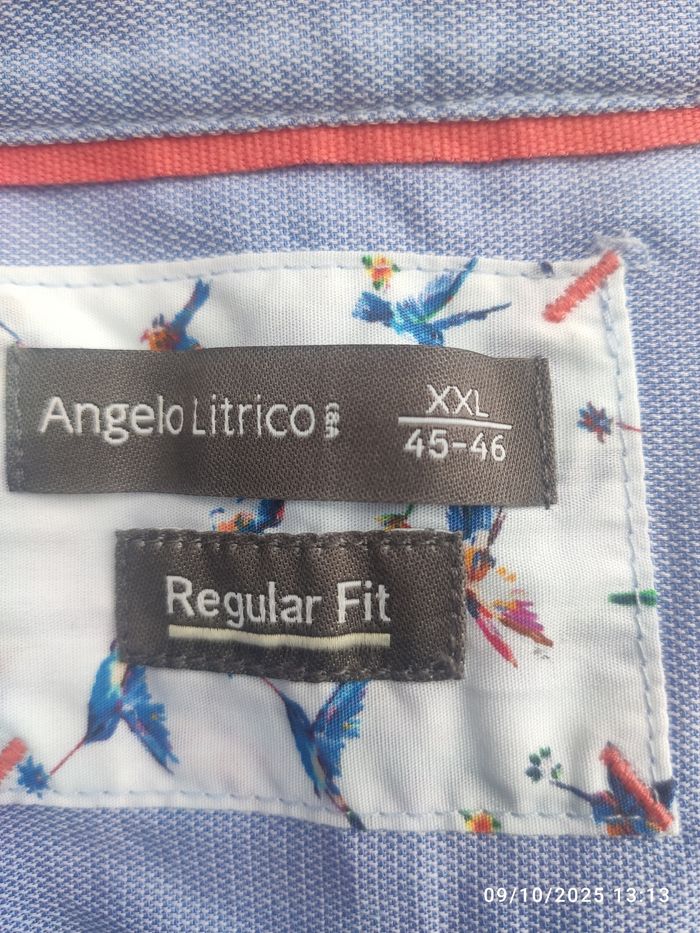 Angelo Litrico C&A
XXL
45-46
Regular Fit
09/10/2025 13:13